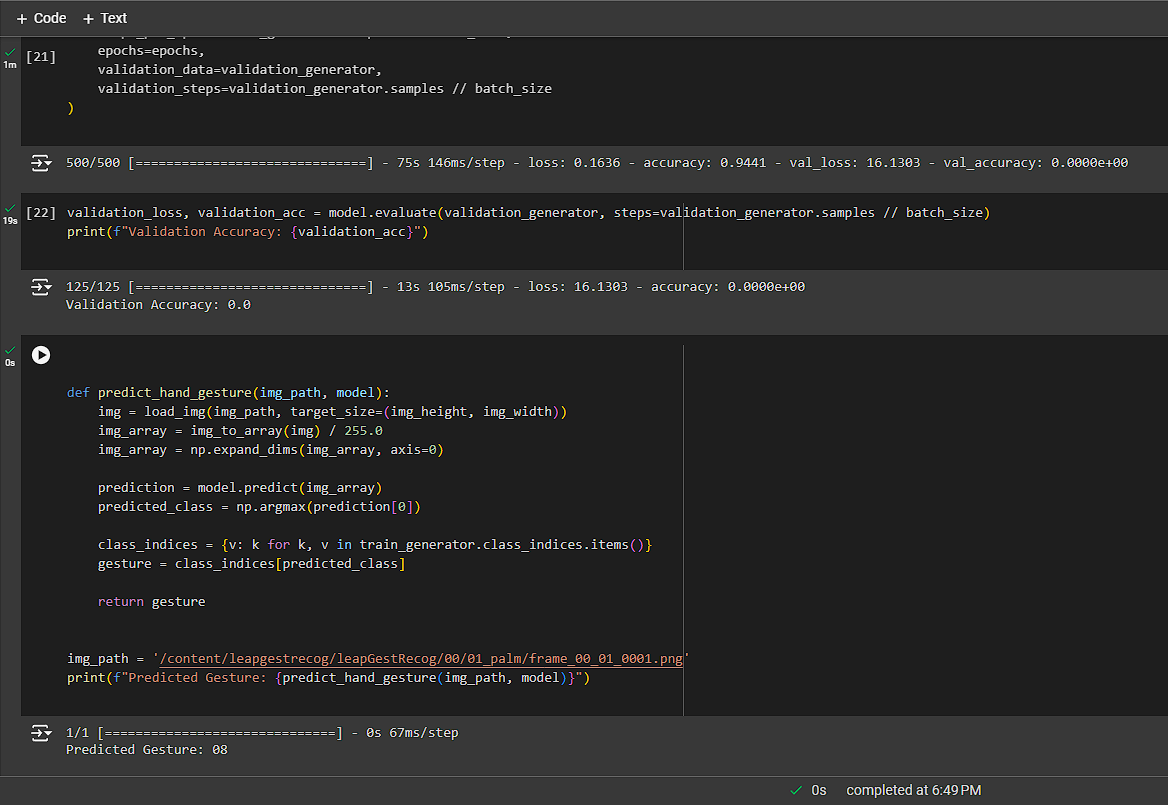 + Code + Text
[21]
1m
epochs=epochs,
validation_data=validation_generator,
validation_steps=validation_generator.samples // batch_size
)
500/500 [==============================] - 75s 146ms/step - loss: 0.1636 - accuracy: 0.9441 - val_loss: 16.1303 - val_accuracy: 0.0000e+00
[22] validation_loss, validation_acc = model.evaluate(validation_generator, steps=validation_generator.samples // batch_size)
19s
print(f"Validation Accuracy: {validation_acc}")
125/125 [==============================] - 13s 105ms/step - loss: 16.1303 - accuracy: 0.0000e+00
Validation Accuracy: 0.0
0s
def predict_hand_gesture(img_path, model):
img = load_img(img_path, target_size=(img_height, img_width))
img_array = img_to_array(img) / 255.0
img_array = np.expand_dims(img_array, axis=0)
prediction = model.predict(img_array)
predicted_class = np.argmax(prediction[0])
class_indices = {v: k for k, v in train_generator.class_indices.items()}
gesture = class_indices[predicted_class]
return gesture
img_path = '/content/leapgestrecog/leapGestRecog/00/01_palm/frame_00_01_0001.png'
print(f"Predicted Gesture: {predict_hand_gesture(img_path, model)}")
1/1 [==============================] - 0s 67ms/step
Predicted Gesture: 08
0s completed at 6:49 PM